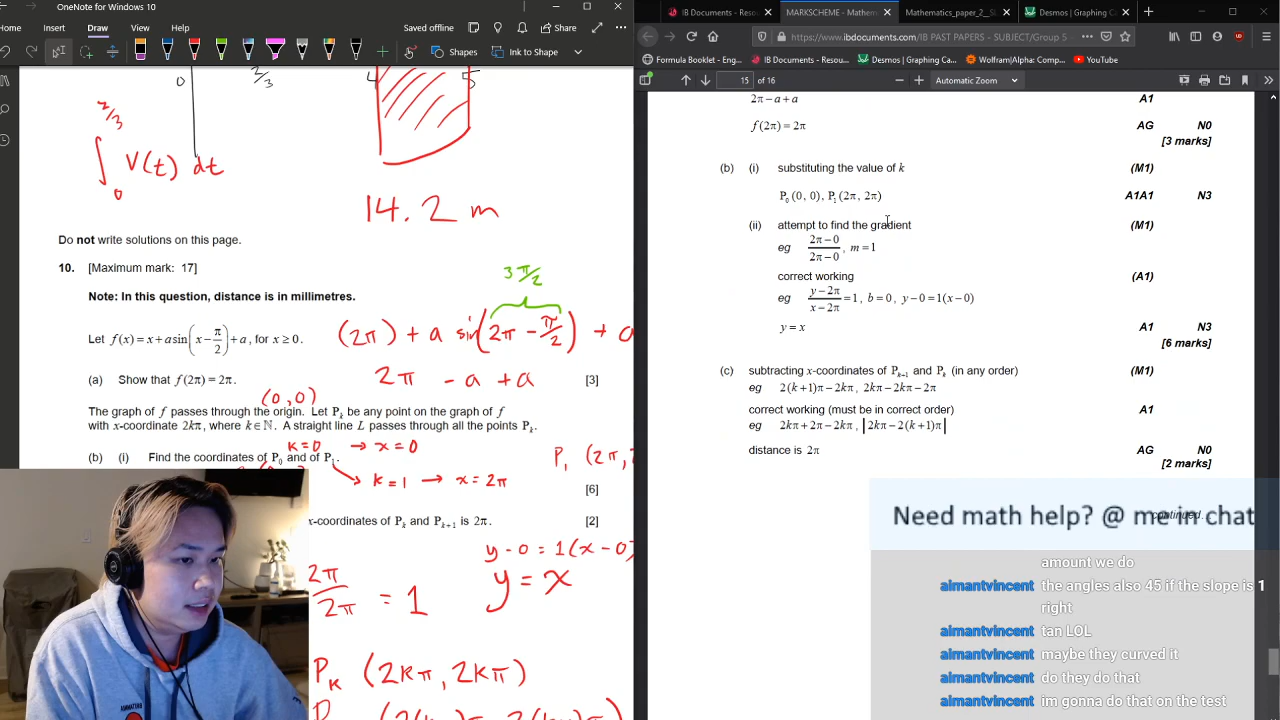 Insert
Draw
Window 10
Saved offline
Shapes
Ink to Shape
0
2/3
4
5
2/3
∫ V(t) dt
0
14.2 m
Do not write solutions on this page.
10. [Maximum mark: 17]
3π/2
Note: In this question, distance is in millimetres.
Let f(x) = x + a sin(x − π/2) + a, for x ≥ 0.
(2π) + a sin(2π − π/2) + a
(a) Show that f(2π) = 2π. [3]
2π − a + a
(0,0)
The graph of f passes through the origin. Let Pk be any point on the graph of f
with x-coordinate 2kπ, where k ∈ ℕ. A straight line L passes through all the points Pk.
k=0 → x=0
(b) (i) Find the coordinates of P0 and of P1.
P1 (2π,
k=1 → x=2π
[6]
x-coordinates of Pk and Pk+1 is 2π. [2]
y-0 = 1(x-0)
y = x
2π/2π = 1
Pk (2kπ, 2kπ)
IB Documents - Resou
MARKSCHEME - Mathem
Mathematics_paper_2_SL
Desmos | Graphing Calc
https://www.ibdocuments.com/IB PAST PAPERS - SUBJECT/Group 5
Formula Booklet - Eng...
IB Documents - Resou...
Desmos | Graphing Ca...
Wolfram|Alpha: Comp...
YouTube
15 of 16
Automatic Zoom
2π−a+a A1
f(2π) = 2π AG N0
[3 marks]
(b) (i) substituting the value of k (M1)
P0(0, 0), P1(2π, 2π) A1A1 N3
(ii) attempt to find the gradient (M1)
eg (2π−0)/(2π−0), m = 1
correct working (A1)
eg (y−2π)/(x−2π) = 1, b = 0, y−0 = 1(x−0)
y = x A1 N3
[6 marks]
(c) subtracting x-coordinates of Pk+1 and Pk (in any order) (M1)
eg 2(k+1)π−2kπ, 2kπ−2kπ−2π
correct working (must be in correct order) A1
eg 2kπ+2π−2kπ, |2kπ−2(k+1)π|
distance is 2π AG N0
[2 marks]
continued
Need math help? @ me in chat
amount we do
aimantvincent the angles also 45 if the slope is 1
right
aimantvincent tan LOL
aimantvincent maybe they curved it
aimantvincent do they do that
aimantvincent im gonna do that on the test